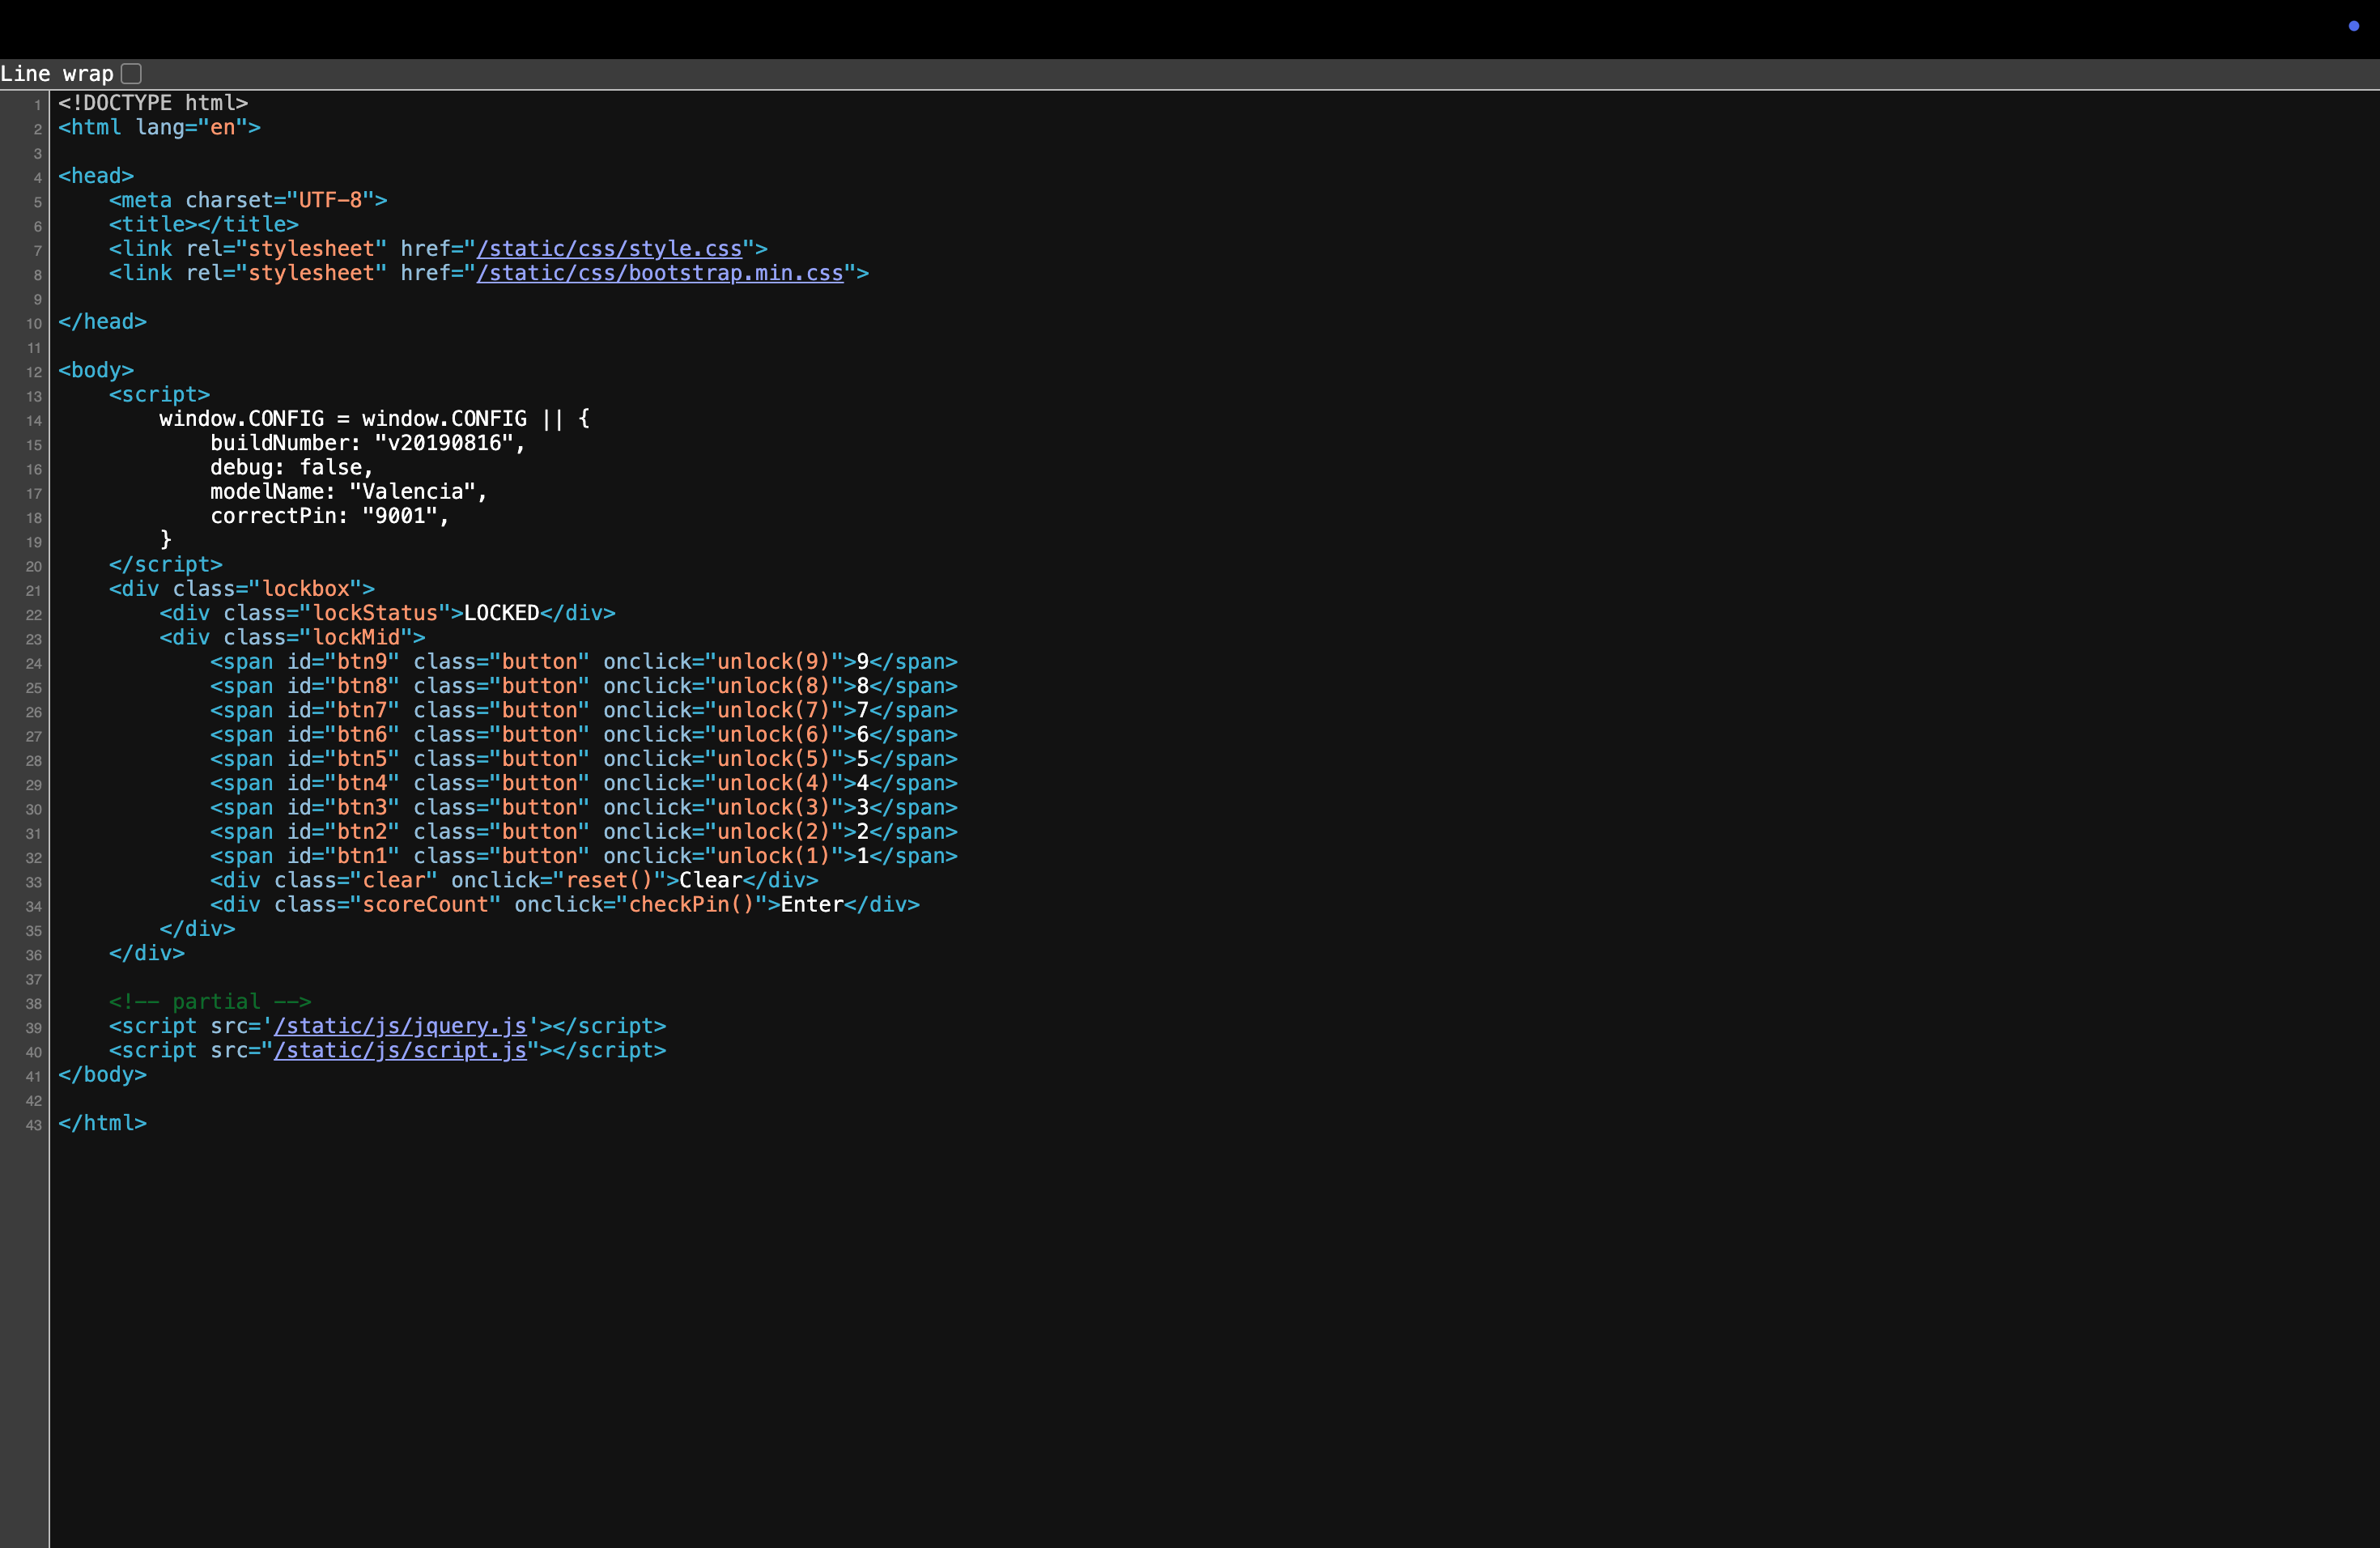 Line wrap
1 <!DOCTYPE html>
2 <html lang="en">
3
4 <head>
5     <meta charset="UTF-8">
6     <title></title>
7     <link rel="stylesheet" href="/static/css/style.css">
8     <link rel="stylesheet" href="/static/css/bootstrap.min.css">
9
10 </head>
11
12 <body>
13     <script>
14         window.CONFIG = window.CONFIG || {
15             buildNumber: "v20190816",
16             debug: false,
17             modelName: "Valencia",
18             correctPin: "9001",
19         }
20     </script>
21     <div class="lockbox">
22         <div class="lockStatus">LOCKED</div>
23         <div class="lockMid">
24             <span id="btn9" class="button" onclick="unlock(9)">9</span>
25             <span id="btn8" class="button" onclick="unlock(8)">8</span>
26             <span id="btn7" class="button" onclick="unlock(7)">7</span>
27             <span id="btn6" class="button" onclick="unlock(6)">6</span>
28             <span id="btn5" class="button" onclick="unlock(5)">5</span>
29             <span id="btn4" class="button" onclick="unlock(4)">4</span>
30             <span id="btn3" class="button" onclick="unlock(3)">3</span>
31             <span id="btn2" class="button" onclick="unlock(2)">2</span>
32             <span id="btn1" class="button" onclick="unlock(1)">1</span>
33             <div class="clear" onclick="reset()">Clear</div>
34             <div class="scoreCount" onclick="checkPin()">Enter</div>
35         </div>
36     </div>
37
38     <!-- partial -->
39     <script src='/static/js/jquery.js'></script>
40     <script src="/static/js/script.js"></script>
41 </body>
42
43 </html>